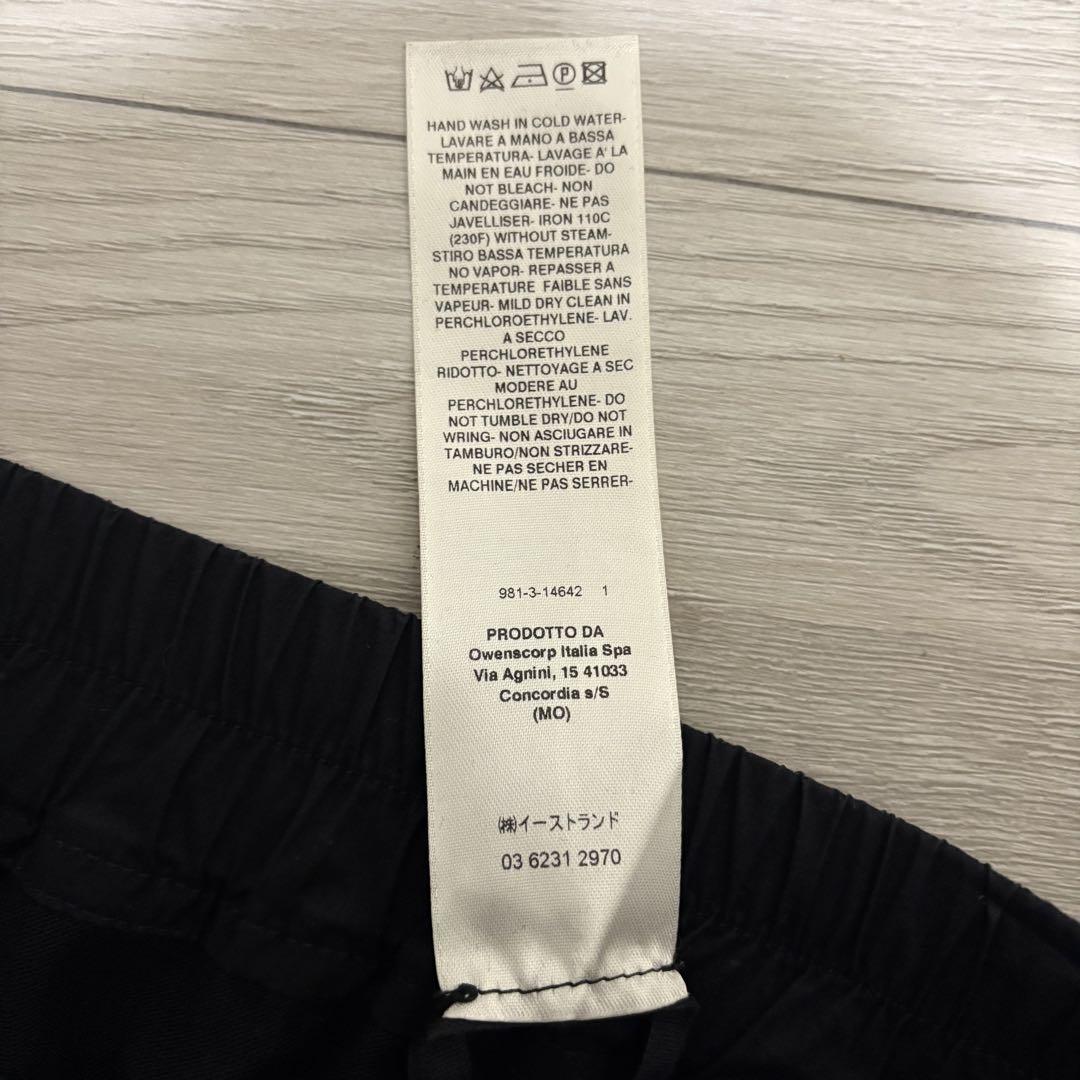 HAND WASH IN COLD WATER-
LAVARE A MANO A BASSA
TEMPERATURA- LAVAGE A' LA
MAIN EN EAU FROIDE- DO
NOT BLEACH- NON
CANDEGGIARE- NE PAS
JAVELLISER- IRON 110C
(230F) WITHOUT STEAM-
STIRO BASSA TEMPERATURA
NO VAPOR- REPASSER A
TEMPERATURE FAIBLE SANS
VAPEUR- MILD DRY CLEAN IN
PERCHLOROETHYLENE- LAV.
A SECCO
PERCHLORETHYLENE
RIDOTTO- NETTOYAGE A SEC
MODERE AU
PERCHLORETHYLENE- DO
NOT TUMBLE DRY/DO NOT
WRING- NON ASCIUGARE IN
TAMBURO/NON STRIZZARE-
NE PAS SECHER EN
MACHINE/NE PAS SERRER-
981-3-14642 1
PRODOTTO DA
Owenscorp Italia Spa
Via Agnini, 15 41033
Concordia s/S
(MO)
㈱イーストランド
03 6231 2970